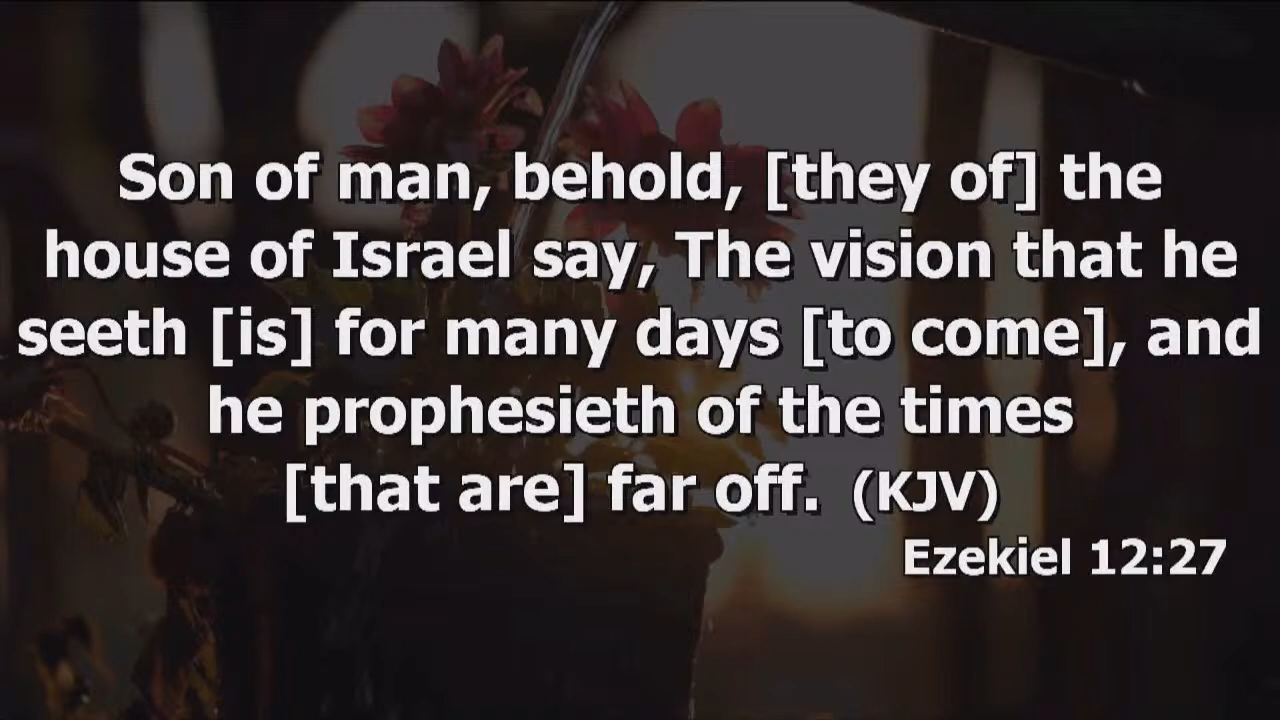 Son of man, behold, [they of] the
house of Israel say, The vision that he
seeth [is] for many days [to come], and
he prophesieth of the times
[that are] far off. (KJV)
Ezekiel 12:27